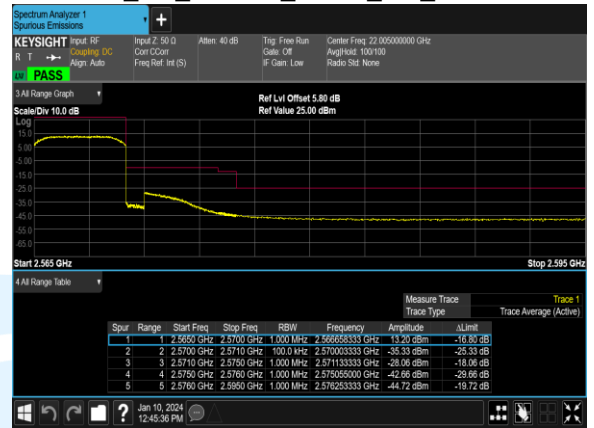 Spectrum Analyzer 1
Spurious Emissions
KEYSIGHT Input: RF Input Z: 50 Ω Atten: 40 dB Trig: Free Run Center Freq: 22.005000000 GHz
R T Coupling: DC Corr CCorr Gate: Off Avg|Hold: 100/100
Align: Auto Freq Ref: Int (S) IF Gain: Low Radio Std: None
LV PASS
3 All Range Graph
Ref Lvl Offset 5.80 dB
Scale/Div 10.0 dB Ref Value 25.00 dBm
Log
15.0
5.00
-5.00
-15.0
-25.0
-35.0
-45.0
-55.0
-65.0
Start 2.565 GHz Stop 2.595 GHz
4 All Range Table
Measure Trace Trace 1
Trace Type Trace Average (Active)
Spur Range Start Freq Stop Freq RBW Frequency Amplitude ΔLimit
1 1 2.5650 GHz 2.5700 GHz 1.000 MHz 2.566658333 GHz 13.20 dBm -16.80 dB
2 2 2.5700 GHz 2.5710 GHz 100.0 kHz 2.570003333 GHz -35.33 dBm -25.33 dB
3 3 2.5710 GHz 2.5750 GHz 1.000 MHz 2.571133333 GHz -28.06 dBm -18.06 dB
4 4 2.5750 GHz 2.5760 GHz 1.000 MHz 2.575055000 GHz -42.66 dBm -29.66 dB
5 5 2.5760 GHz 2.5950 GHz 1.000 MHz 2.576253333 GHz -44.72 dBm -19.72 dB
Jan 10, 2024
12:45:36 PM